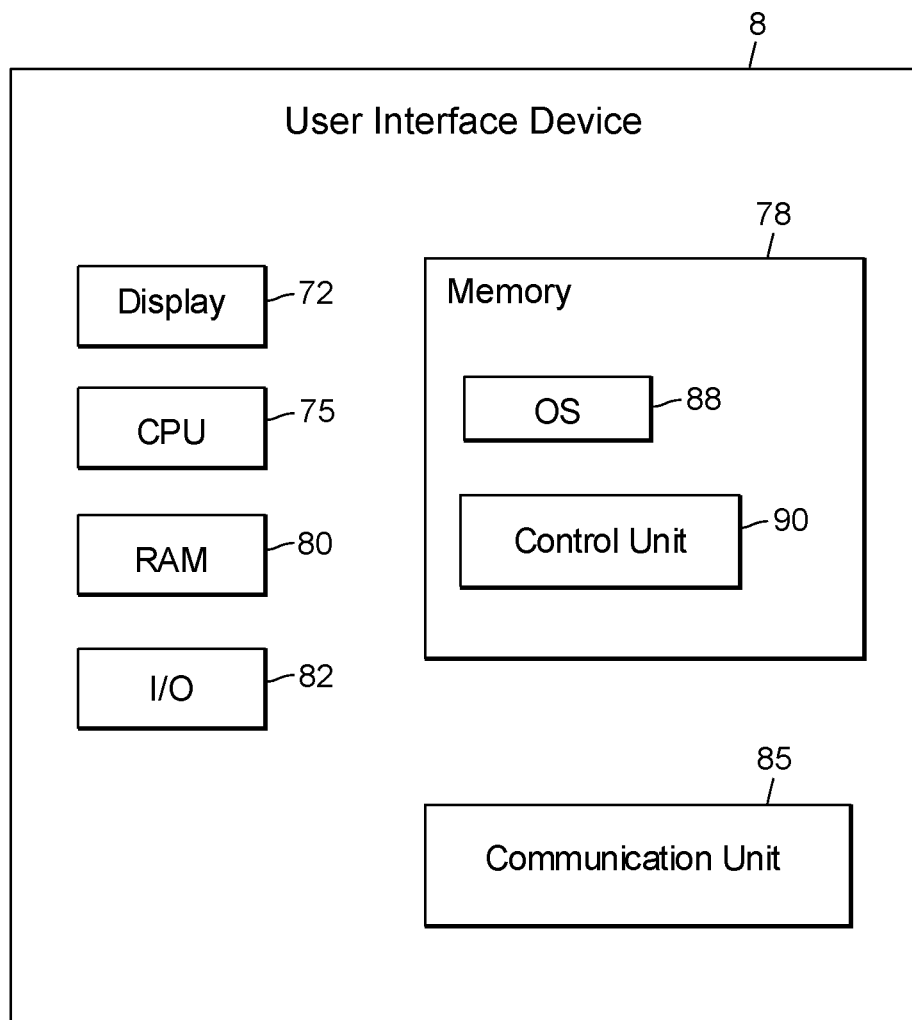 8
User Interface Device
78
Display
72
Memory
CPU
75
OS
88
RAM
80
Control Unit
90
I/O
82
85
Communication Unit